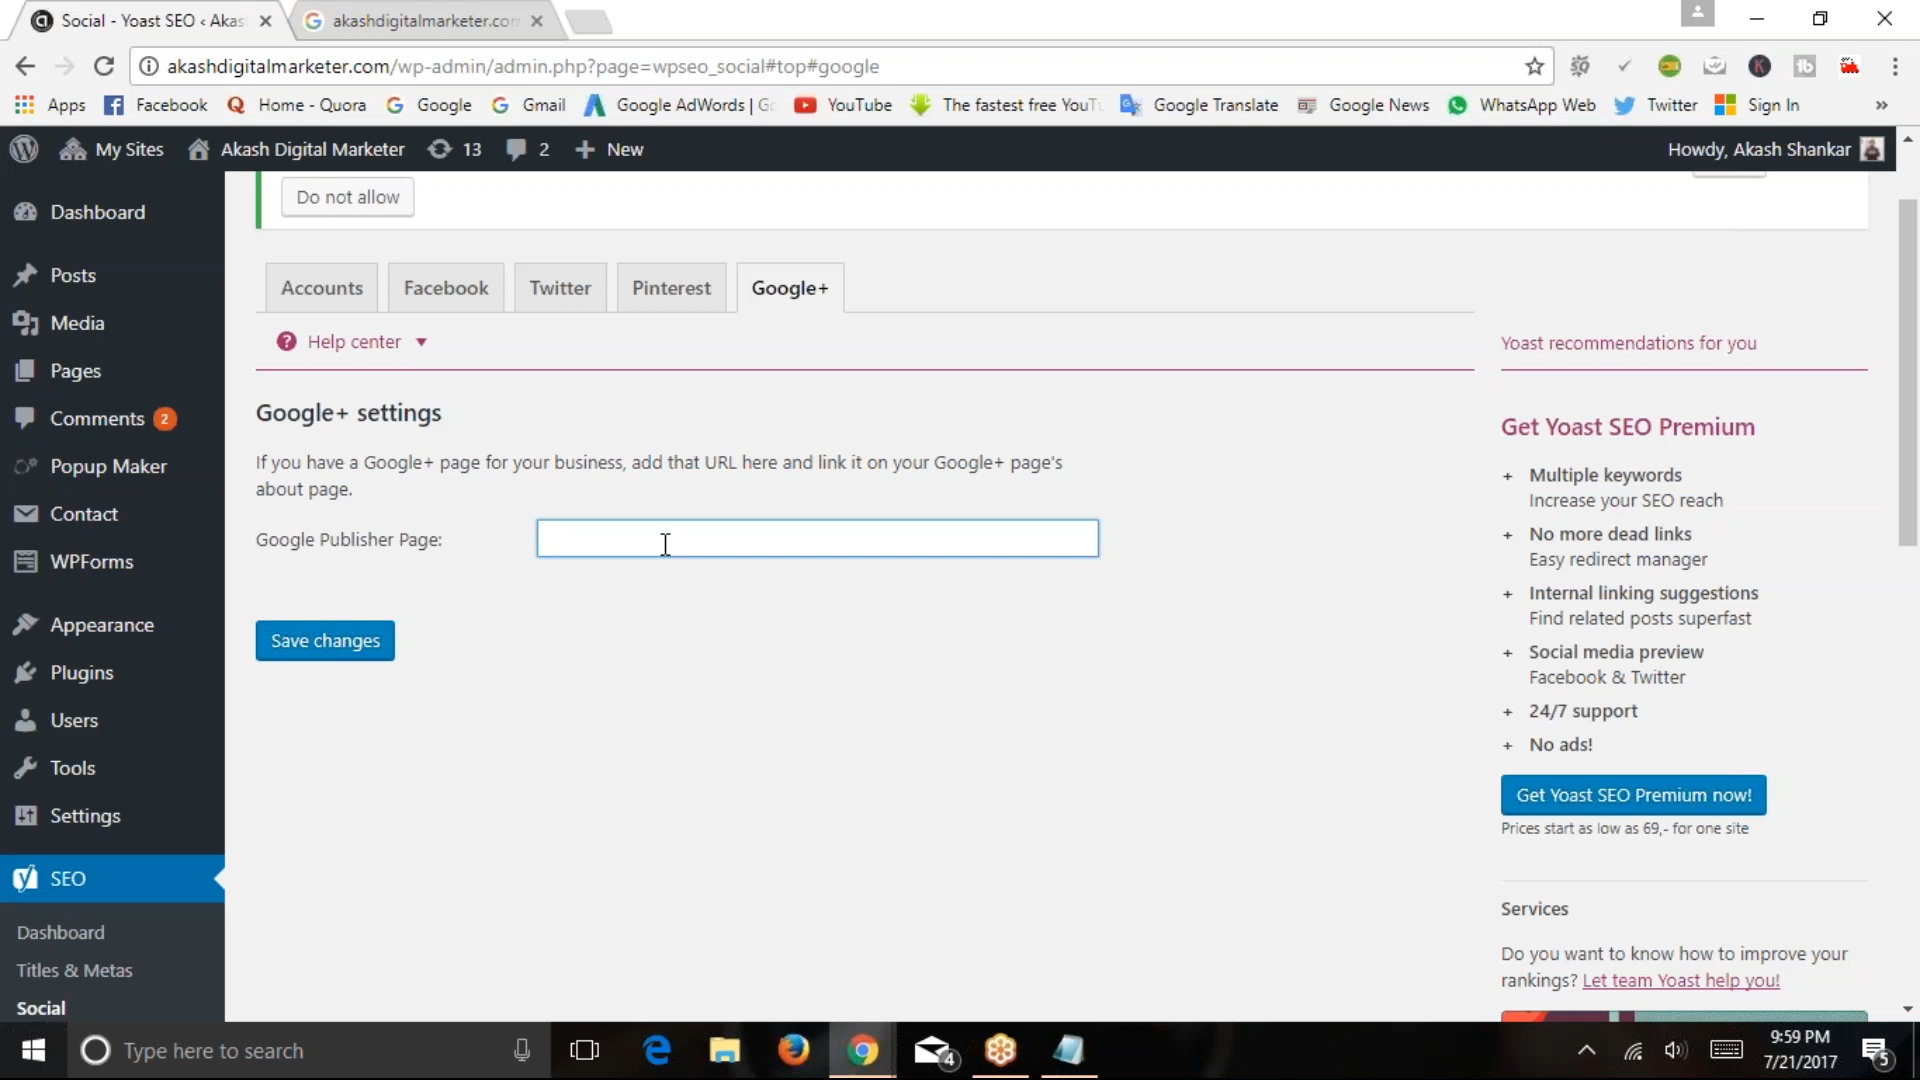 Social - Yoast SEO ‹ Akas
akashdigitalmarketer.com
akashdigitalmarketer.com/wp-admin/admin.php?page=wpseo_social#top#google
Apps
Facebook
Home - Quora
Google
Gmail
Google AdWords | Go
YouTube
The fastest free YouT
Google Translate
Google News
WhatsApp Web
Twitter
Sign In
»
My Sites
Akash Digital Marketer
13
2
New
Howdy, Akash Shankar
Dashboard
Posts
Media
Pages
Comments 2
Popup Maker
Contact
WPForms
Appearance
Plugins
Users
Tools
Settings
SEO
Dashboard
Titles & Metas
Social
Do not allow
Accounts
Facebook
Twitter
Pinterest
Google+
Help center
Google+ settings
If you have a Google+ page for your business, add that URL here and link it on your Google+ page's
about page.
Google Publisher Page:
Save changes
Yoast recommendations for you
Get Yoast SEO Premium
+ Multiple keywords
Increase your SEO reach
+ No more dead links
Easy redirect manager
+ Internal linking suggestions
Find related posts superfast
+ Social media preview
Facebook & Twitter
+ 24/7 support
+ No ads!
Get Yoast SEO Premium now!
Prices start as low as 69,- for one site
Services
Do you want to know how to improve your
rankings? Let team Yoast help you!
Type here to search
4
9:59 PM
7/21/2017
5